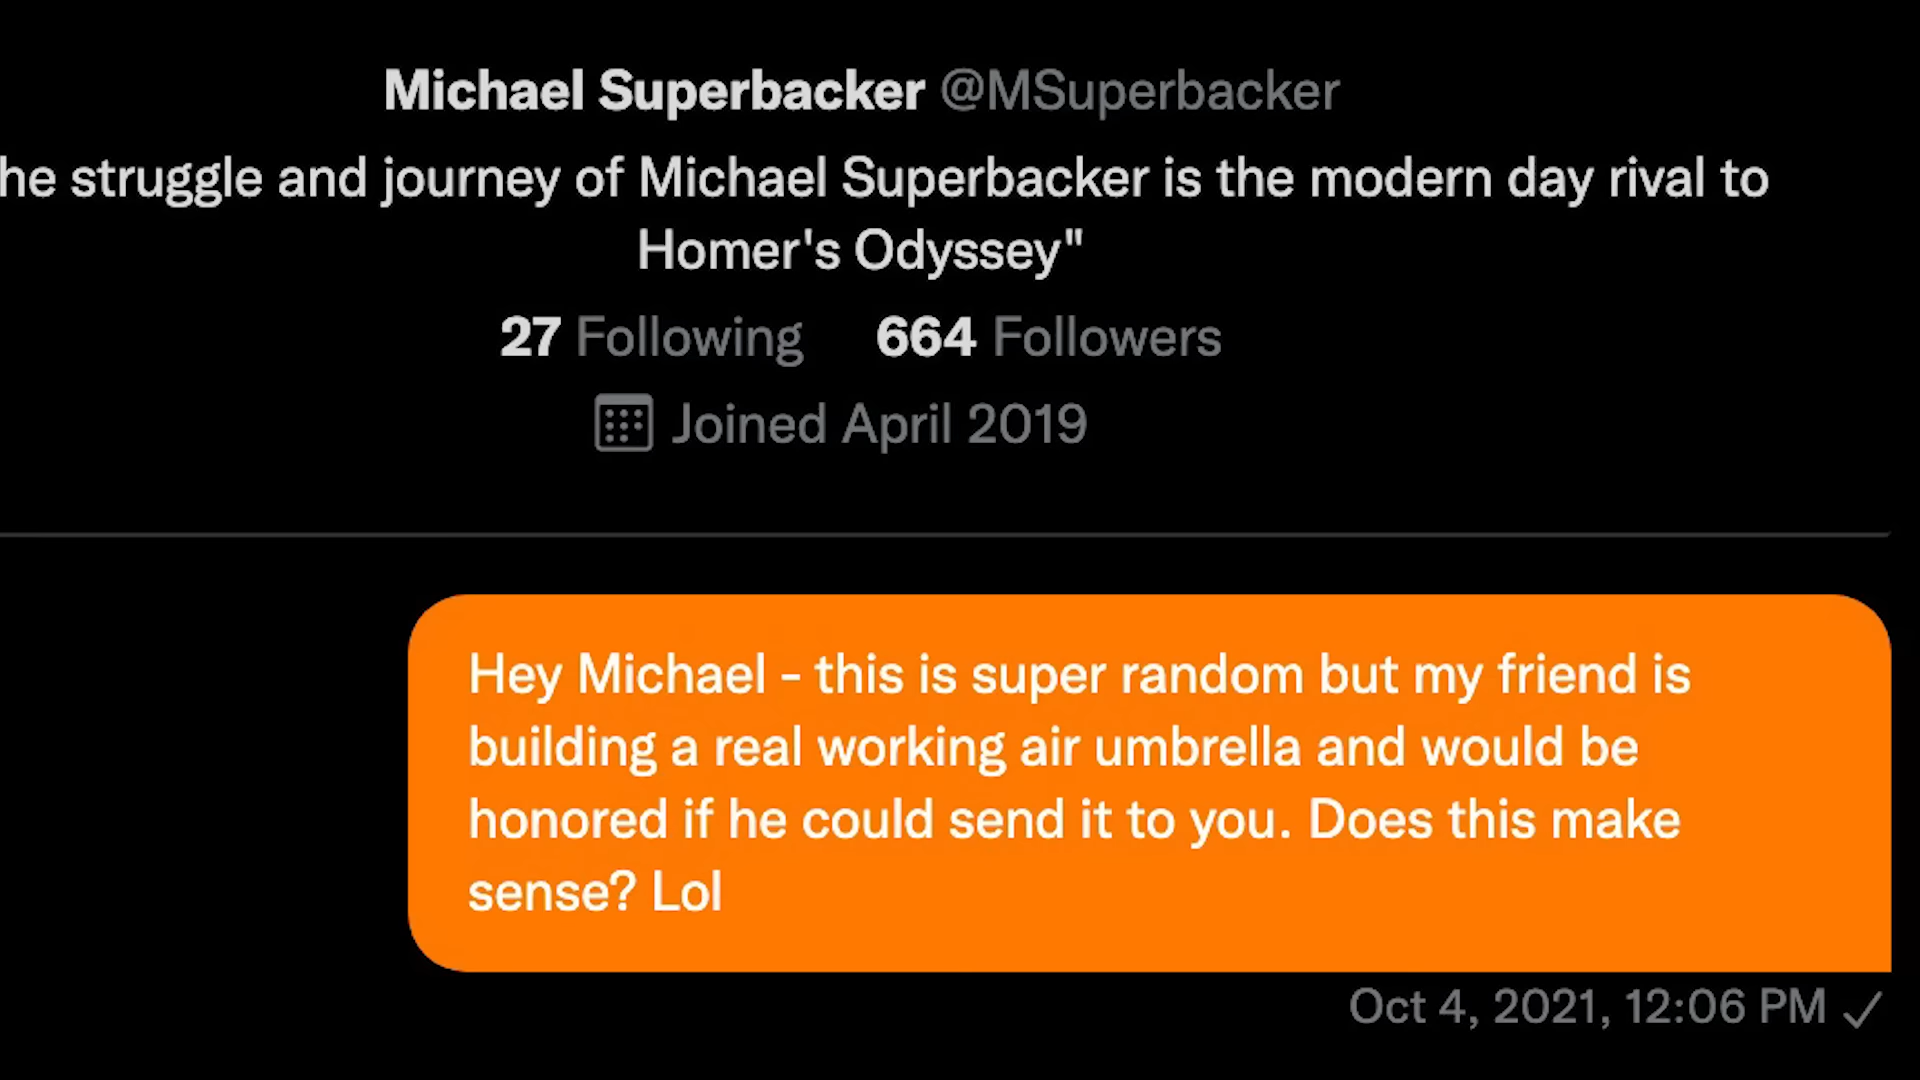 Michael Superbacker @MSuperbacker
he struggle and journey of Michael Superbacker is the modern day rival to
Homer's Odyssey"
27 Following 664 Followers
Joined April 2019
Hey Michael - this is super random but my friend is
building a real working air umbrella and would be
honored if he could send it to you. Does this make
sense? Lol
Oct 4, 2021, 12:06 PM